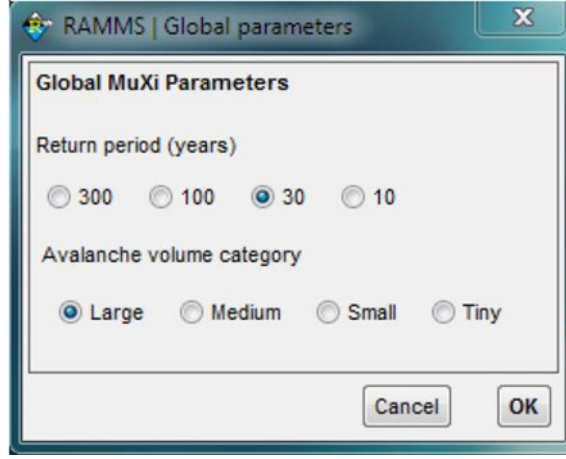 RAMMS | Global parameters
Global MuXi Parameters
Return period (years)
300 100 30 10
Avalanche volume category
Large Medium Small Tiny
Cancel OK